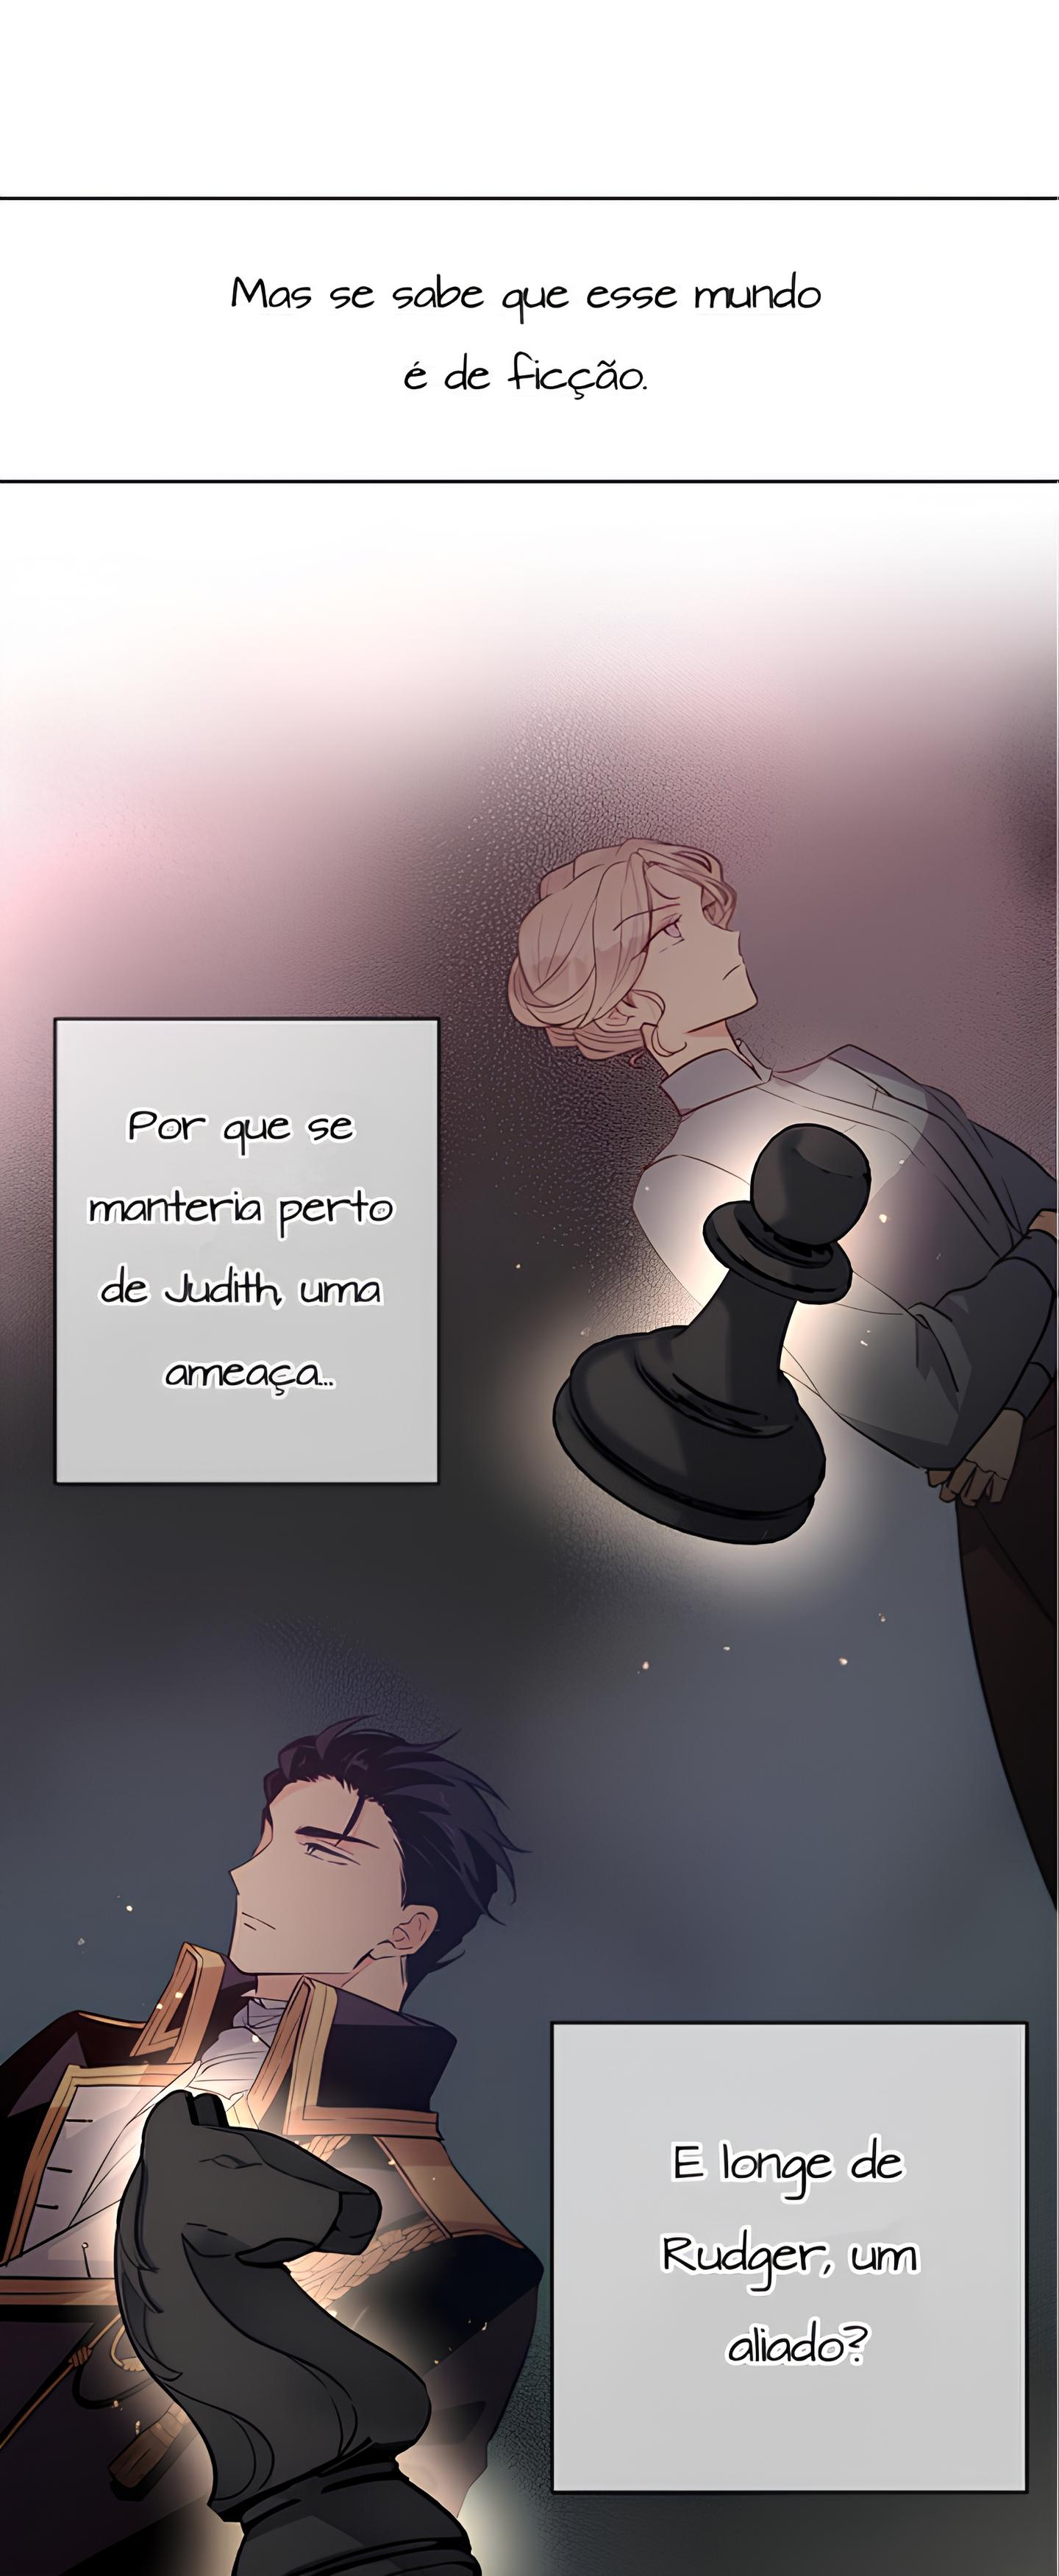 Mas se sabe que esse mundo
é de ficção.
Por que se
manteria perto
de Judith, uma
ameaça...
E longe de
Rudger, um
aliado?